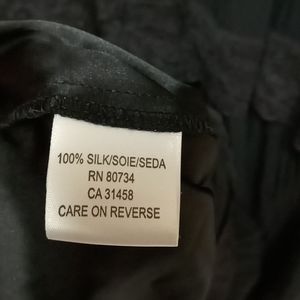 100% SILK/SOIE/SEDA
RN 80734
CA 31458
CARE ON REVERSE